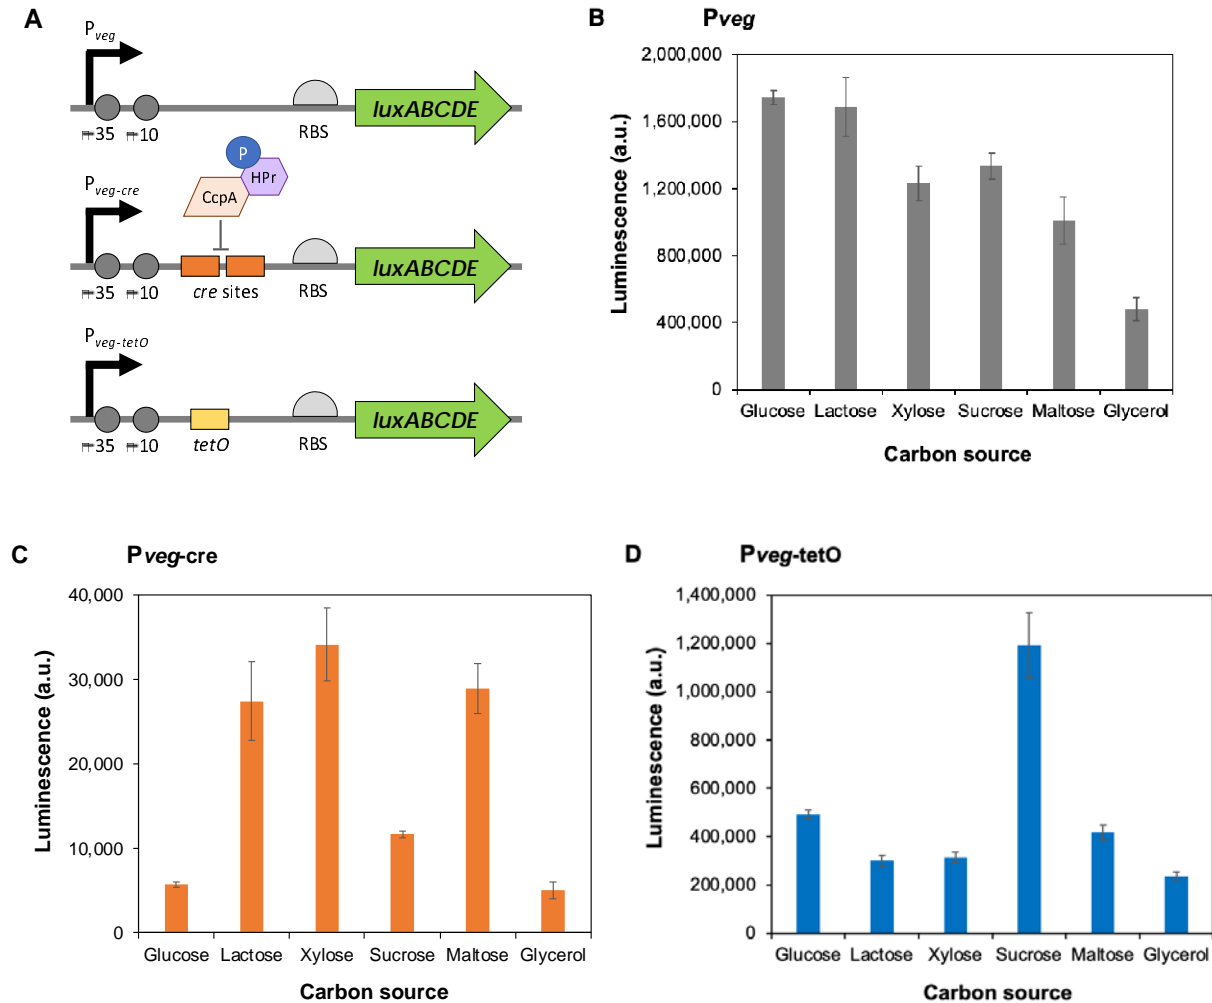 A
P veg
-35 -10 RBS luxABCDE
P
HPr
CcpA
P veg-cre
luxABCDE
-35 -10 cre sites RBS
P veg-tetO
luxABCDE
-35 -10 tetO RBS
B Pveg
Luminescence (a.u.)
2,000,000
1,600,000
1,200,000
800,000
400,000
0
Glucose Lactose Xylose Sucrose Maltose Glycerol
Carbon source
C Pveg-cre
Luminescence (a.u.)
40,000
30,000
20,000
10,000
0
Glucose Lactose Xylose Sucrose Maltose Glycerol
Carbon source
D Pveg-tetO
Luminescence (a.u.)
1,400,000
1,200,000
1,000,000
800,000
600,000
400,000
200,000
0
Glucose Lactose Xylose Sucrose Maltose Glycerol
Carbon source